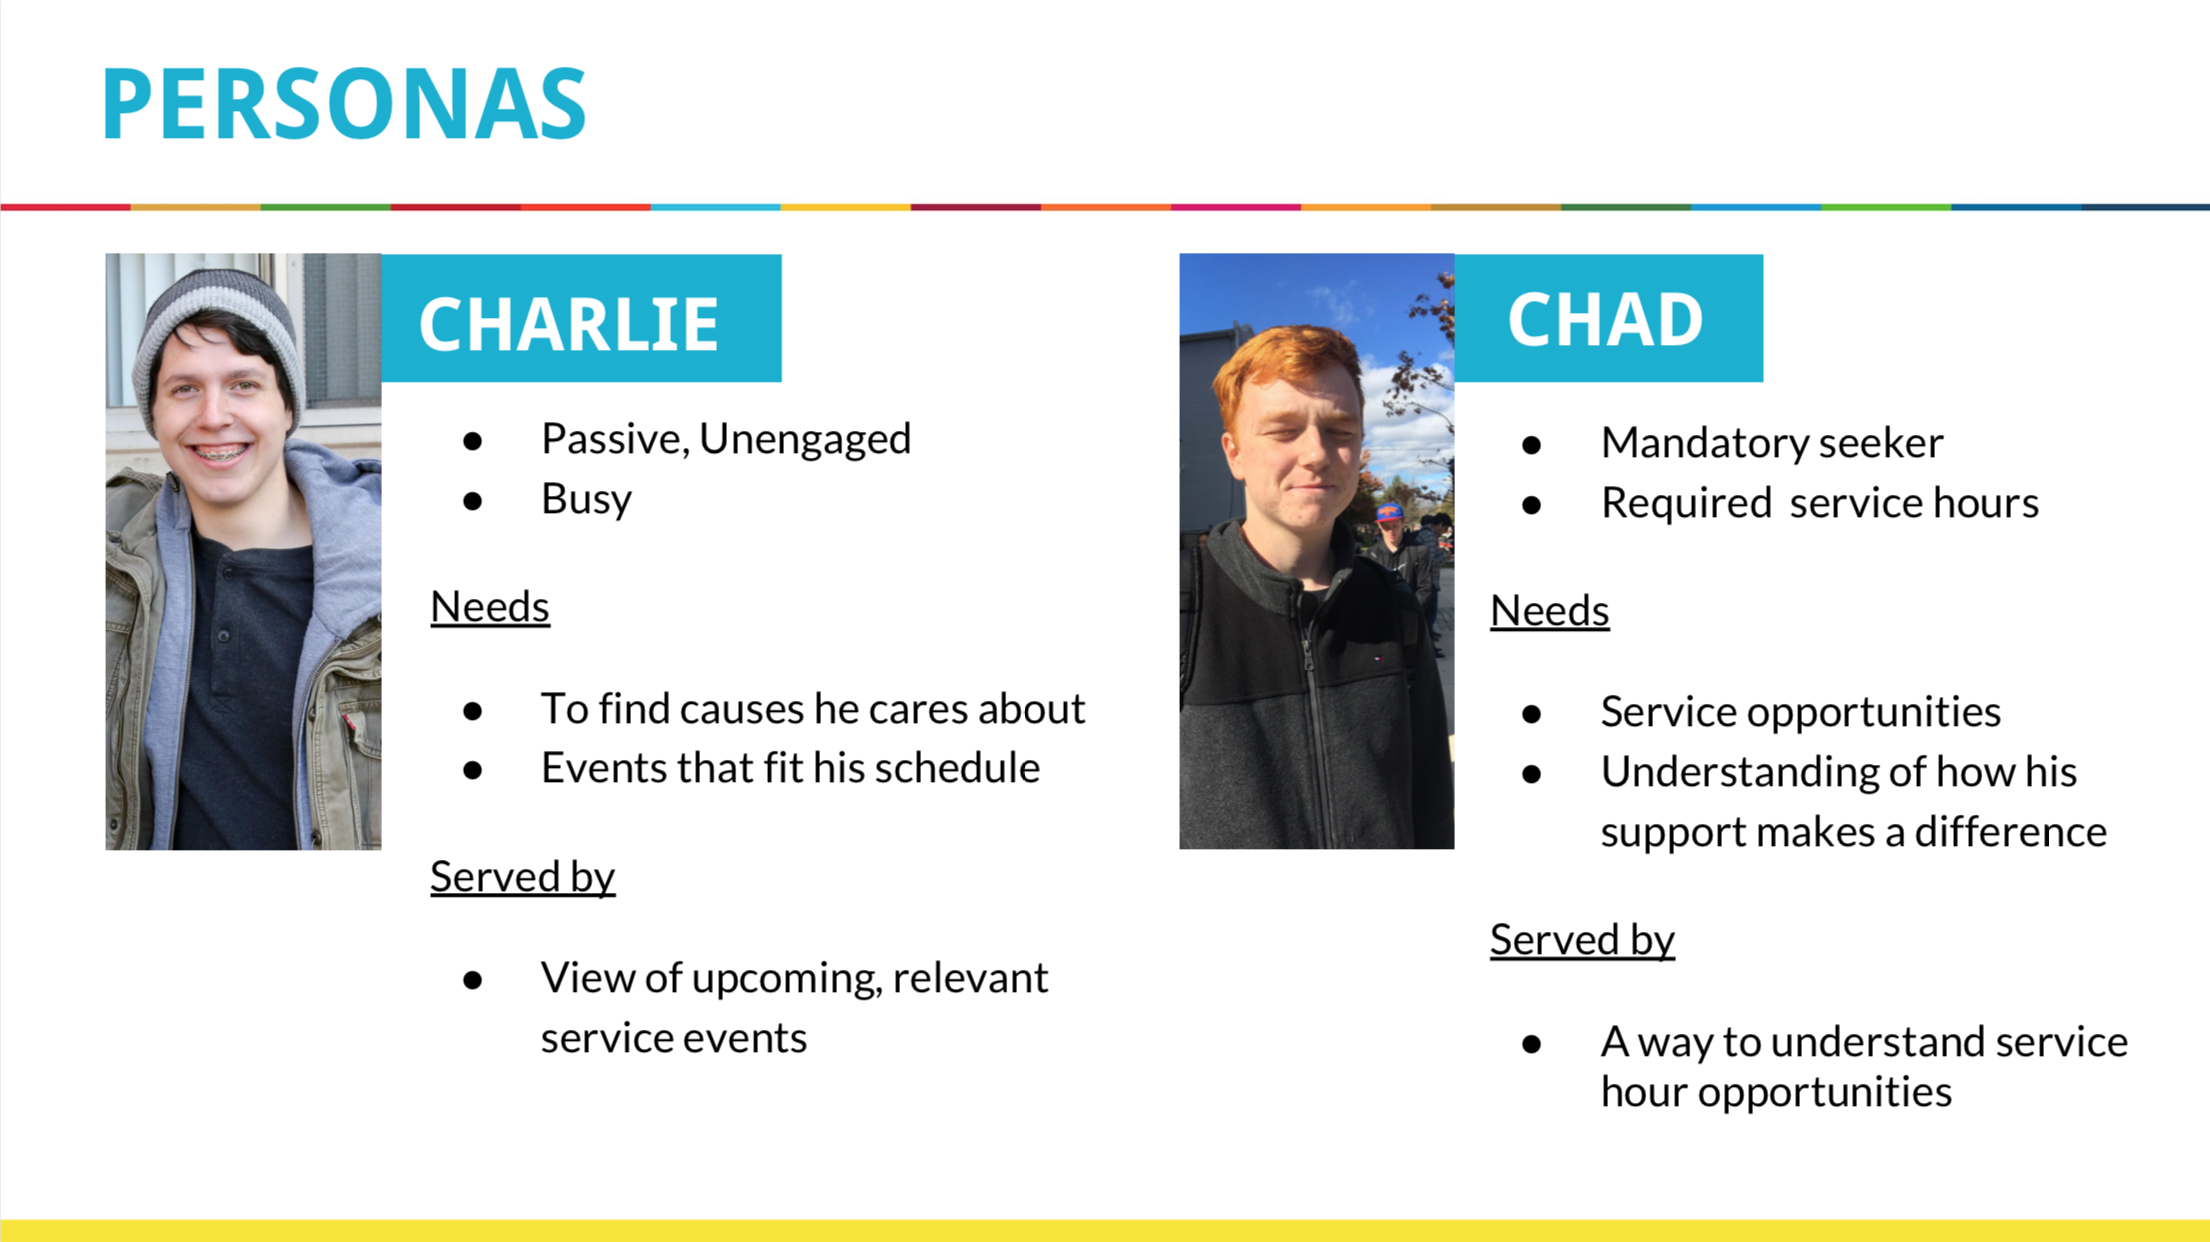 PERSONAS
CHARLIE
● Passive, Unengaged
● Busy
Needs
● To find causes he cares about
● Events that fit his schedule
Served by
● View of upcoming, relevant
service events
CHAD
● Mandatory seeker
● Required  service hours
Needs
● Service opportunities
● Understanding of how his
support makes a difference
Served by
● A way to understand service
hour opportunities